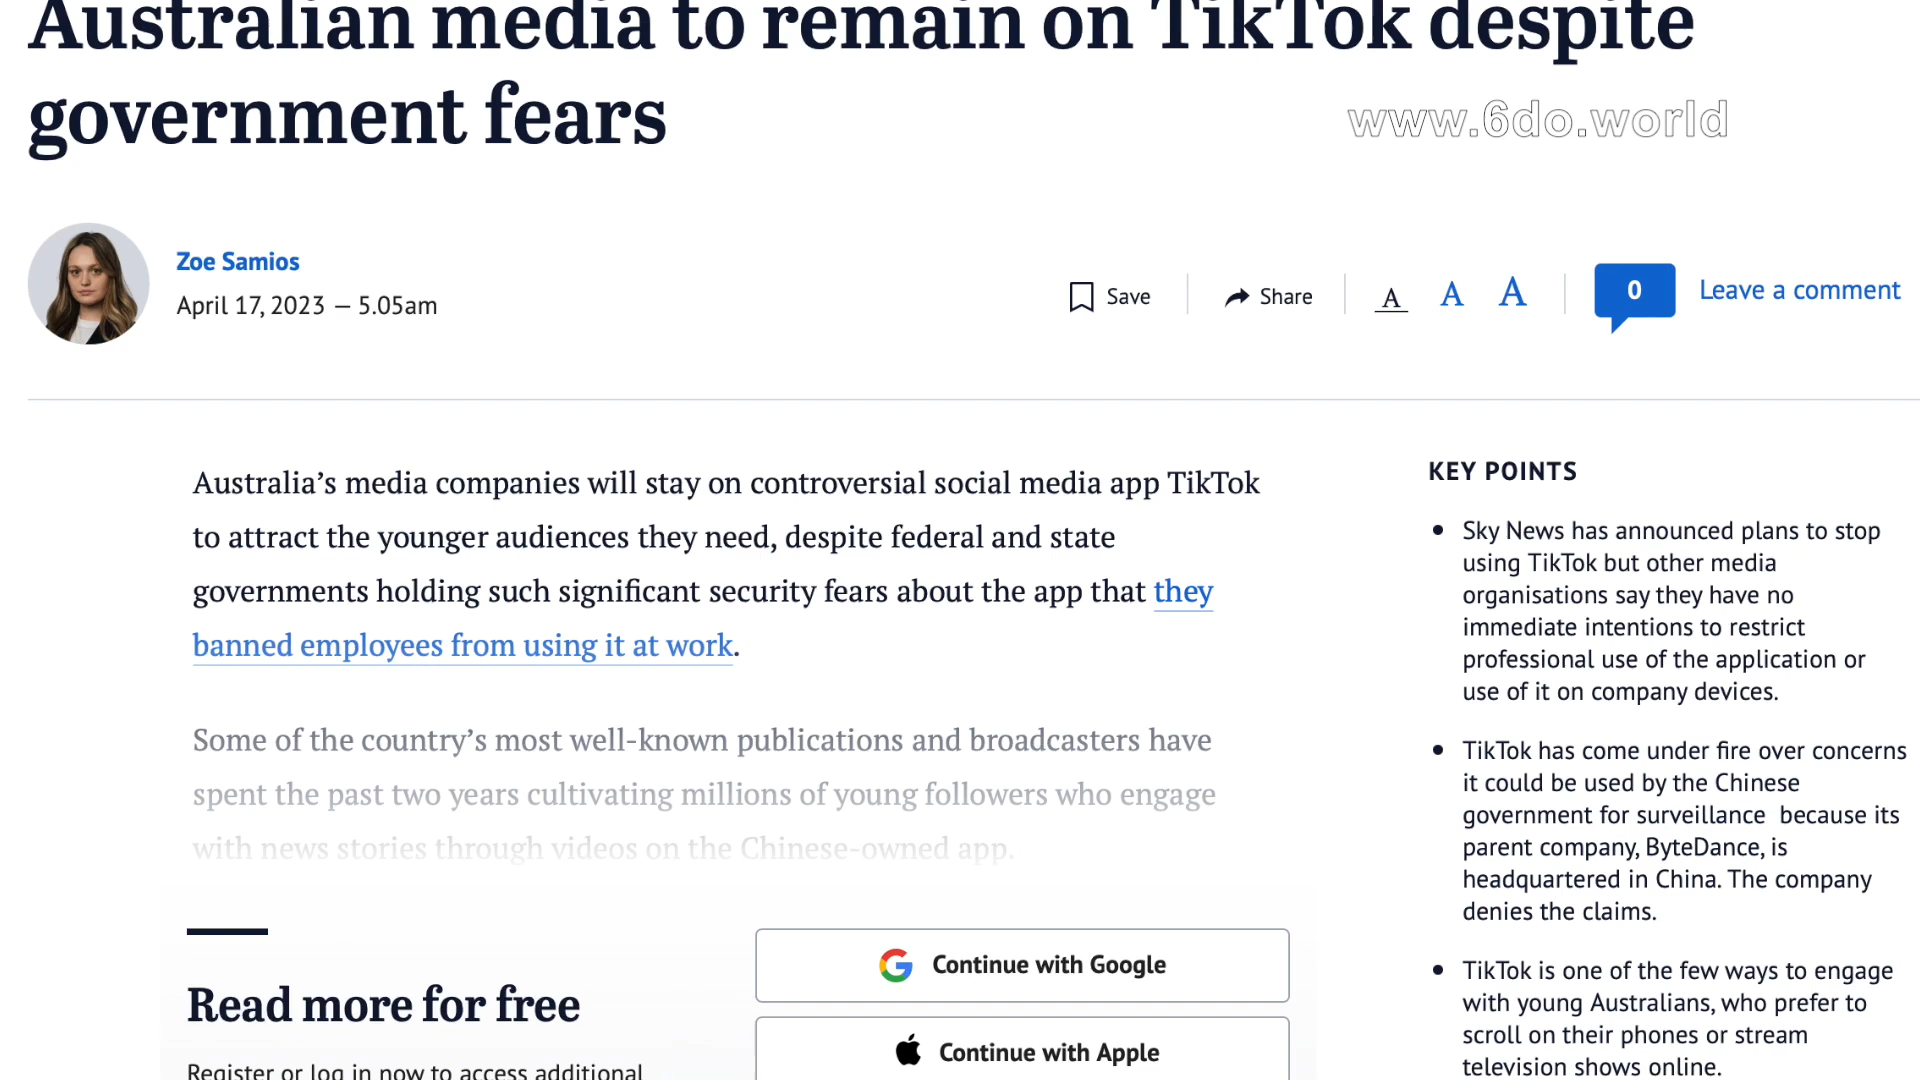 Australian media to remain on TikTok despite
government fears
www.6do.world
Zoe Samios
April 17, 2023 — 5.05am
Save
Share
A
A
A
0
Leave a comment
Australia’s media companies will stay on controversial social media app TikTok
to attract the younger audiences they need, despite federal and state
governments holding such significant security fears about the app that they
banned employees from using it at work.
Some of the country’s most well-known publications and broadcasters have
spent the past two years cultivating millions of young followers who engage
with news stories through videos on the Chinese-owned app.
Read more for free
Register or log in now to access additional
Continue with Google
Continue with Apple
KEY POINTS
• Sky News has announced plans to stop
using TikTok but other media
organisations say they have no
immediate intentions to restrict
professional use of the application or
use of it on company devices.
• TikTok has come under fire over concerns
it could be used by the Chinese
government for surveillance  because its
parent company, ByteDance, is
headquartered in China. The company
denies the claims.
• TikTok is one of the few ways to engage
with young Australians, who prefer to
scroll on their phones or stream
television shows online.